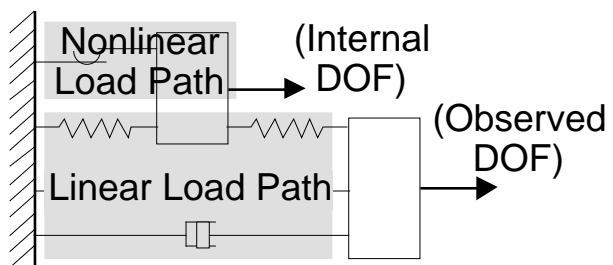 Nonlinear
Load Path
(Internal
DOF)
(Observed
DOF)
Linear Load Path